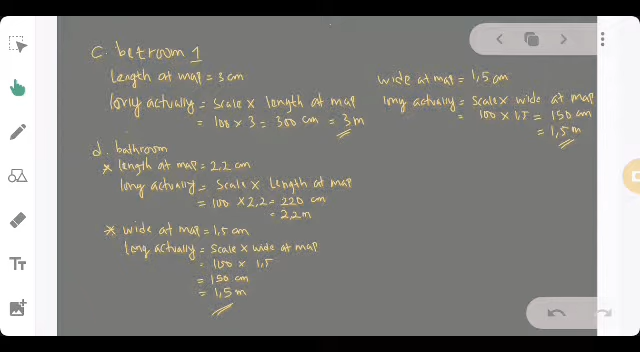 c. betroom 1
length at map = 3 cm
long actually = scale x length at map
= 100 x 3 = 300 cm = 3 m
wide at map = 1,5 cm
long actually = scale x wide at map
= 100 x 1,5 = 150 cm
= 1,5 m
d. bathroom
* length at map = 2,2 cm
long actually = scale x length at map
= 100 x 2,2 = 220 cm
= 2,2 m
* wide at map = 1,5 cm
long actually = scale x wide at map
= 100 x 1,5
= 150 cm
= 1,5 m
TT